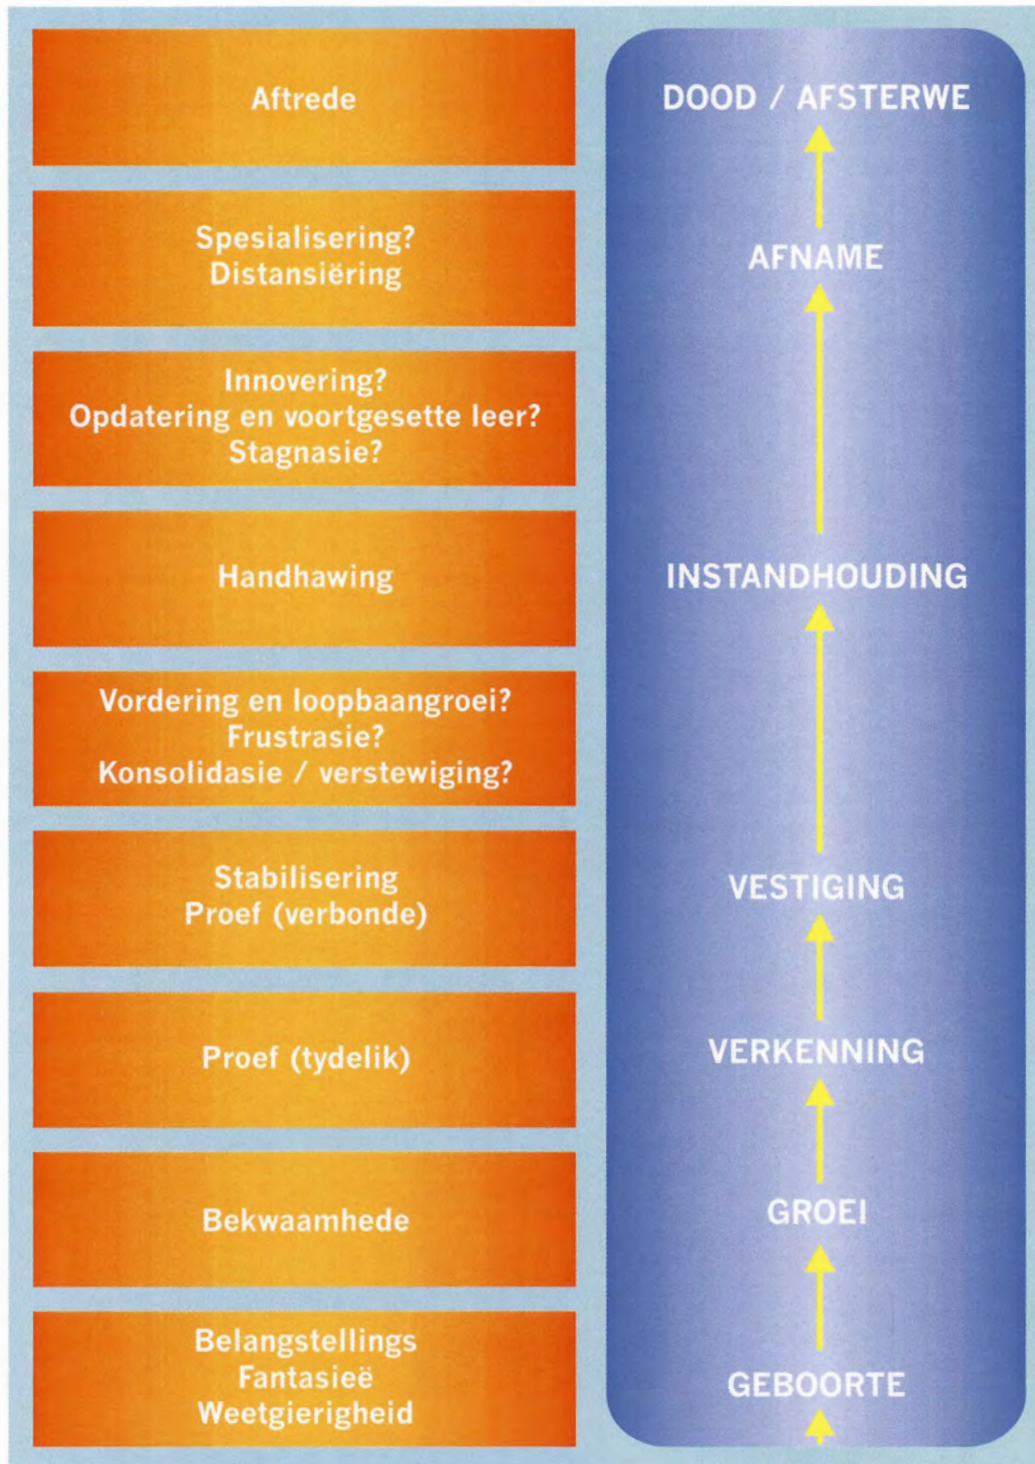 Aftrede
DOOD / AFSTERWE
Spesialisering?
Distansiëring
AFNAME
Innovering?
Opdatering en voortgesette leer?
Stagnasie?
Handhawing
INSTANDHOUDING
Vordering en loopbaangroei?
Frustrasie?
Konsolidasie / verstewiging?
Stabilisering
Proef (verbonde)
VESTIGING
Proef (tydelik)
VERKENNING
Bekwaamhede
GROEI
Belangstellings
Fantasieë
Weetgierigheid
GEBOORTE